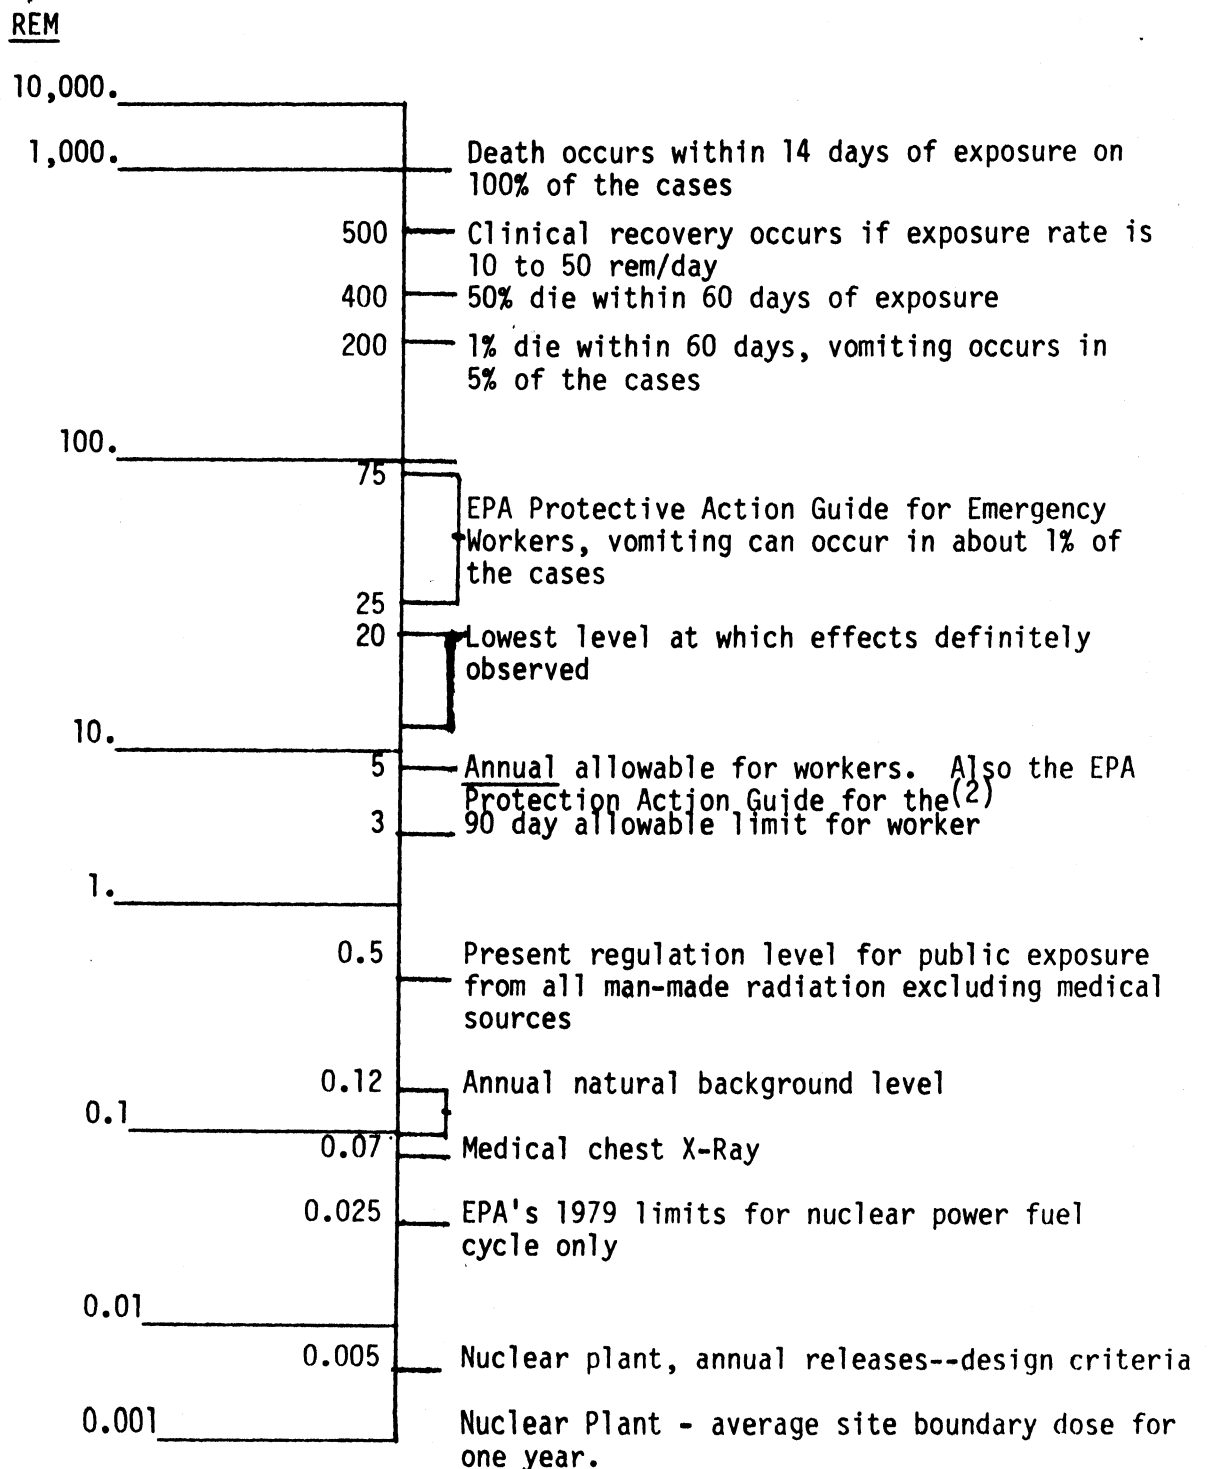 REM
10,000.
1,000.
Death occurs within 14 days of exposure on
100% of the cases
500
Clinical recovery occurs if exposure rate is
10 to 50 rem/day
400
50% die within 60 days of exposure
200
1% die within 60 days, vomiting occurs in
5% of the cases
100.
75
EPA Protective Action Guide for Emergency
Workers, vomiting can occur in about 1% of
the cases
25
20
Lowest level at which effects definitely
observed
10.
5
Annual allowable for workers. Also the EPA
Protection Action Guide for the(2)
3
90 day allowable limit for worker
1.
0.5
Present regulation level for public exposure
from all man-made radiation excluding medical
sources
0.12
Annual natural background level
0.1
0.07
Medical chest X-Ray
0.025
EPA's 1979 limits for nuclear power fuel
cycle only
0.01
0.005
Nuclear plant, annual releases--design criteria
0.001
Nuclear Plant - average site boundary dose for
one year.